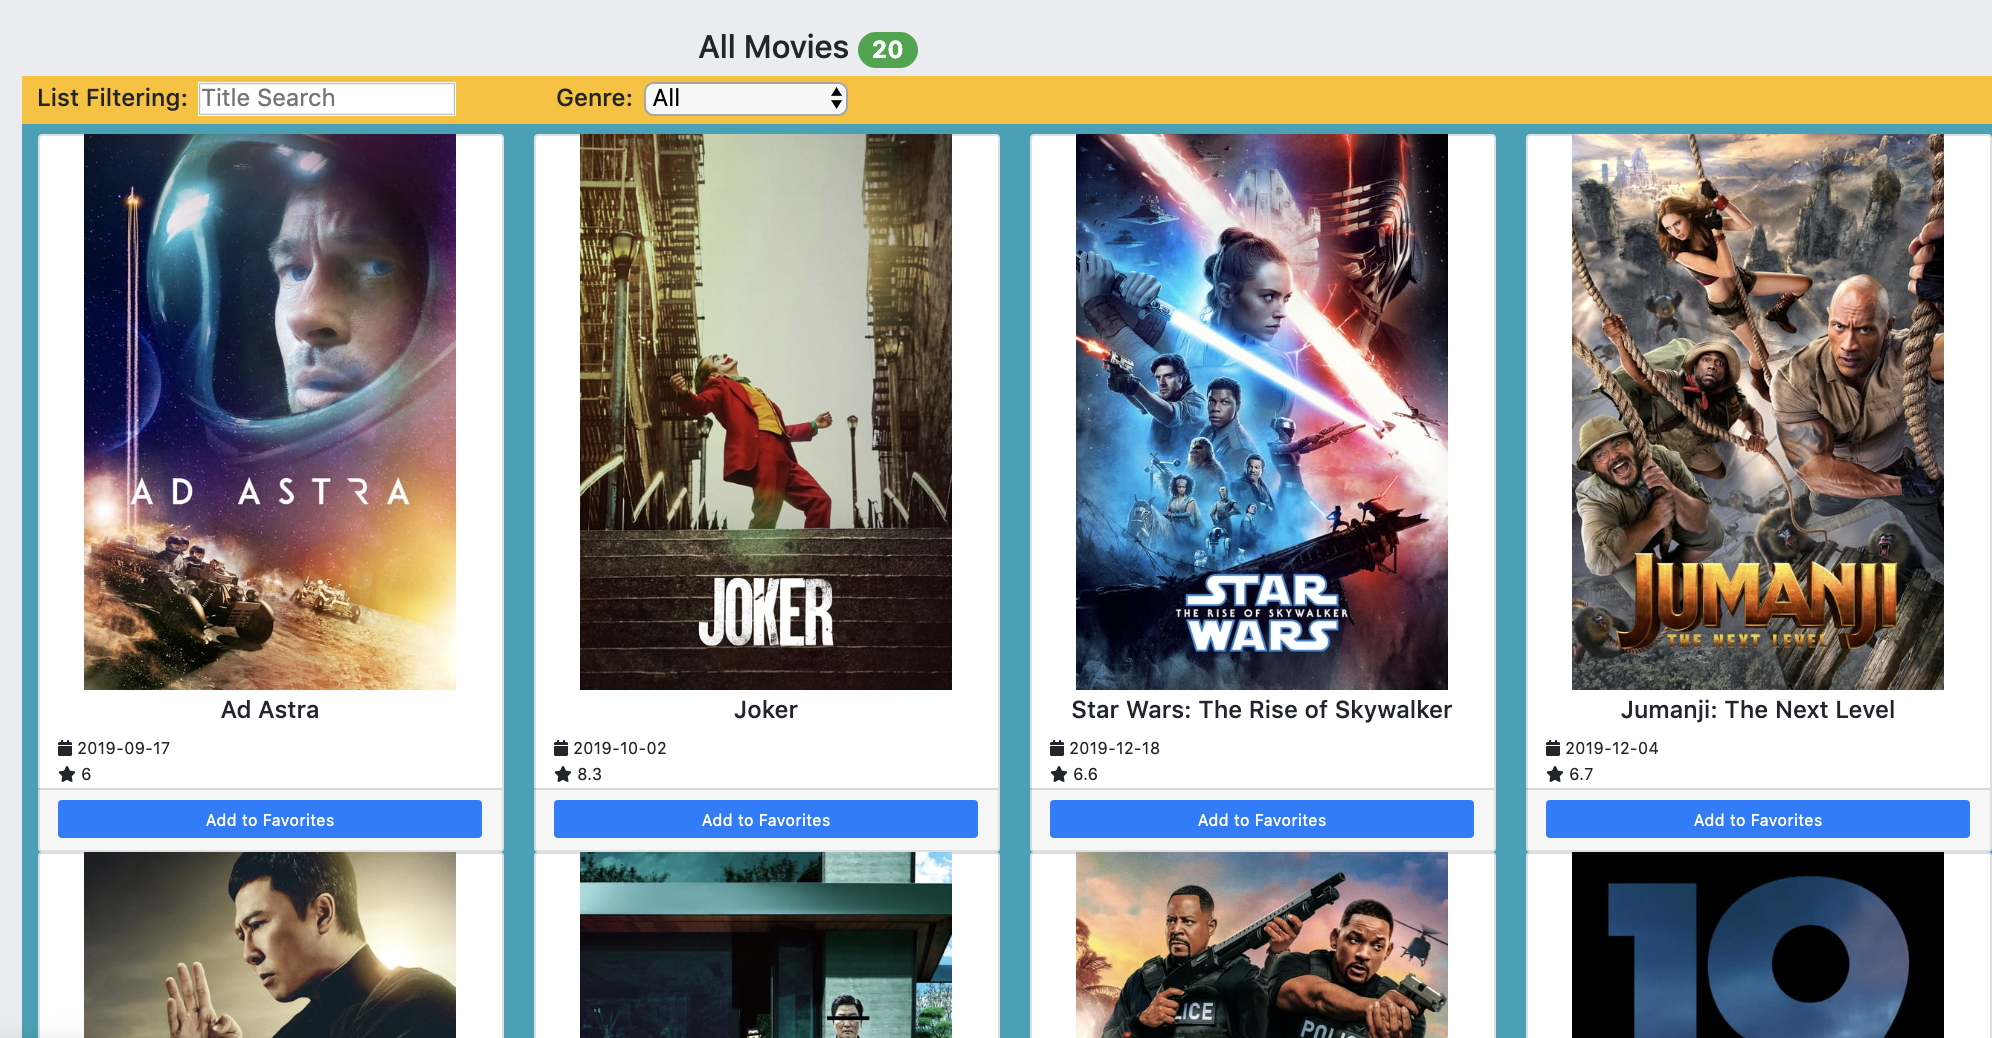 All Movies 20
List Filtering: Title Search Genre: All
AD ASTRA
JOKER
STAR
THE RISE OF SKYWALKER
WARS
JUMANJI
THE NEXT LEVEL
Ad Astra
Joker
Star Wars: The Rise of Skywalker
Jumanji: The Next Level
2019-09-17
2019-10-02
2019-12-18
2019-12-04
6
8.3
6.6
6.7
Add to Favorites
Add to Favorites
Add to Favorites
Add to Favorites
LICE
POLI
19